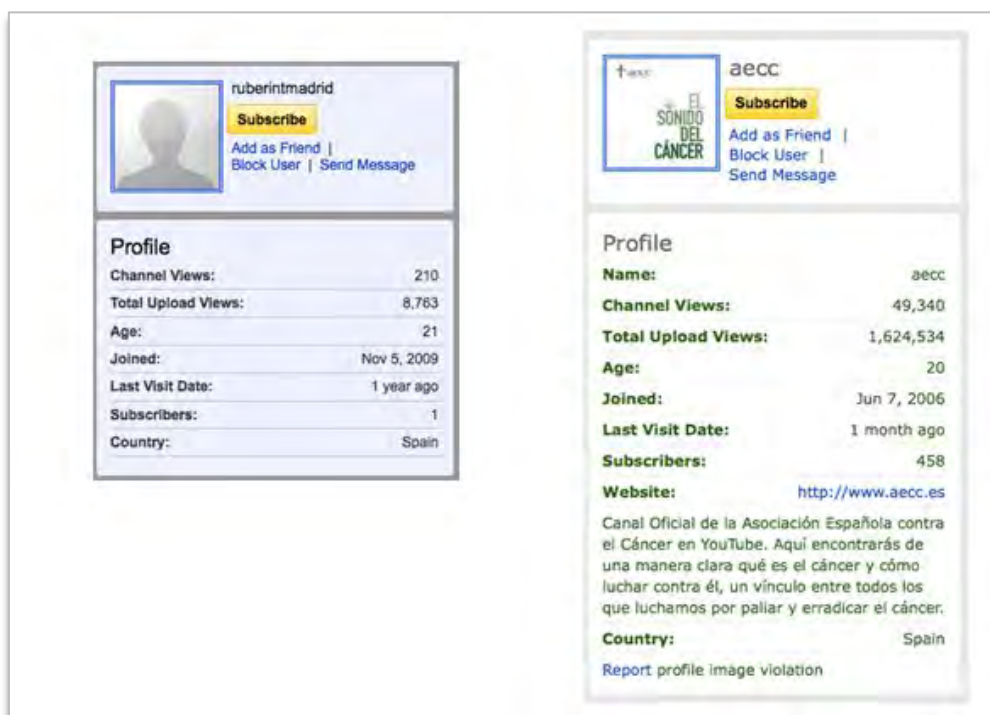 ruberintmadrid
Subscribe
Add as Friend |
Block User | Send Message
Profile
Channel Views: 210
Total Upload Views: 8,763
Age: 21
Joined: Nov 5, 2009
Last Visit Date: 1 year ago
Subscribers: 1
Country: Spain
aecc
EL
SONIDO
DEL
CÁNCER
aecc
Subscribe
Add as Friend |
Block User |
Send Message
Profile
Name: aecc
Channel Views: 49,340
Total Upload Views: 1,624,534
Age: 20
Joined: Jun 7, 2006
Last Visit Date: 1 month ago
Subscribers: 458
Website: http://www.aecc.es
Canal Oficial de la Asociación Española contra
el Cáncer en YouTube. Aquí encontrarás de
una manera clara qué es el cáncer y cómo
luchar contra él, un vínculo entre todos los
que luchamos por paliar y erradicar el cáncer.
Country: Spain
Report profile image violation